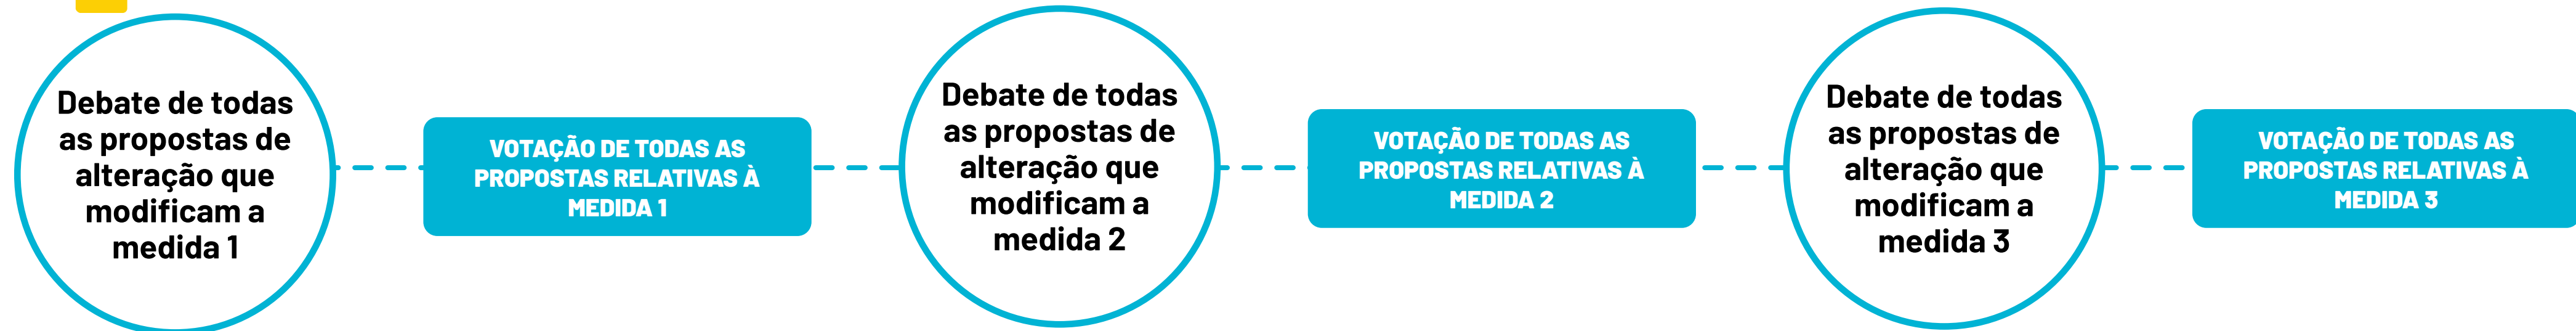 Debate de todas
as propostas de
alteração que
modificam a
medida 1
VOTAÇÃO DE TODAS AS
PROPOSTAS RELATIVAS À
MEDIDA 1
Debate de todas
as propostas de
alteração que
modificam a
medida 2
VOTAÇÃO DE TODAS AS
PROPOSTAS RELATIVAS À
MEDIDA 2
Debate de todas
as propostas de
alteração que
modificam a
medida 3
VOTAÇÃO DE TODAS AS
PROPOSTAS RELATIVAS À
MEDIDA 3